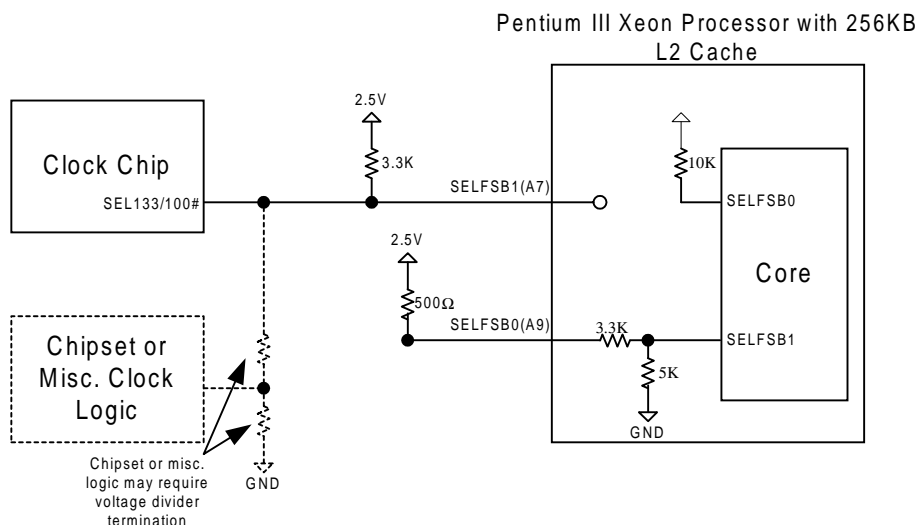 Pentium III Xeon Processor with 256KB
L2 Cache
2.5V
Clock Chip
3.3K
10K
SEL133/100#
SELFSB1(A7)
SELFSB0
2.5V
Core
500Ω
SELFSB0(A9)
3.3K
SELFSB1
Chipset or
Misc. Clock
Logic
5K
GND
Chipset or misc.
logic may require
voltage divider
termination
GND